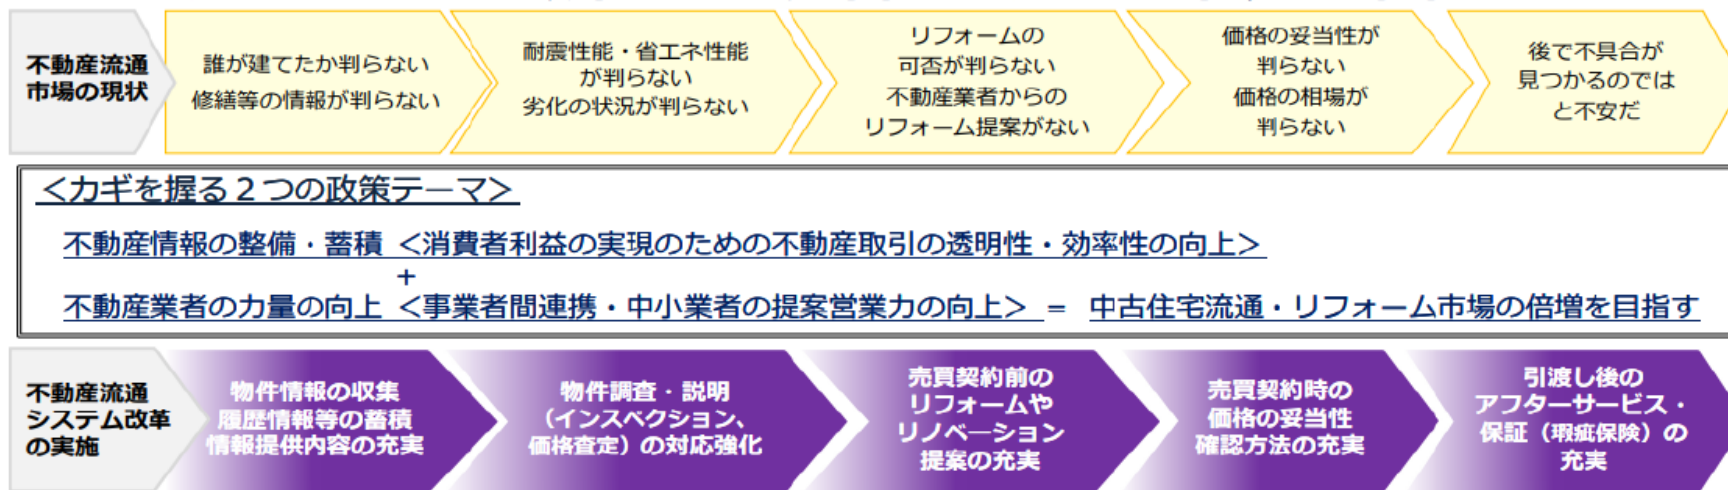 不動産流通
市場の現状
誰が建てたか判らない
修繕等の情報が判らない
耐震性能・省エネ性能
が判らない
劣化の状況が判らない
リフォームの
可否が判らない
不動産業者からの
リフォーム提案がない
価格の妥当性が
判らない
価格の相場が
判らない
後で不具合が
見つかるのでは
と不安だ
＜カギを握る２つの政策テーマ＞
不動産情報の整備・蓄積 ＜消費者利益の実現のための不動産取引の透明性・効率性の向上＞
+
不動産業者の力量の向上 ＜事業者間連携・中小業者の提案営業力の向上＞ = 中古住宅流通・リフォーム市場の倍増を目指す
不動産流通
システム改革
の実施
物件情報の収集
履歴情報等の蓄積
情報提供内容の充実
物件調査・説明
（インスペクション、
価格査定）の対応強化
売買契約前の
リフォームや
リノベーション
提案の充実
売買契約時の
価格の妥当性
確認方法の充実
引渡し後の
アフターサービス・
保証（瑕疵保険）の
充実